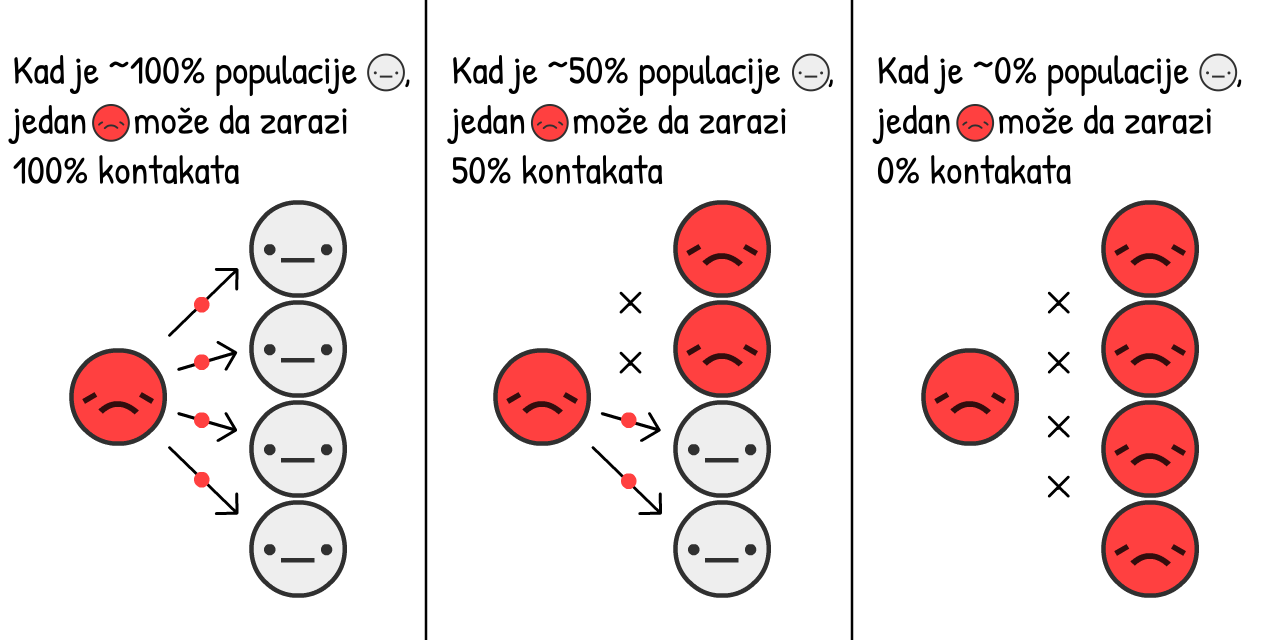 Kad je ~100% populacije ,
jedan može da zarazi
100% kontakata
Kad je ~50% populacije ,
jedan može da zarazi
50% kontakata
Kad je ~0% populacije ,
jedan može da zarazi
0% kontakata